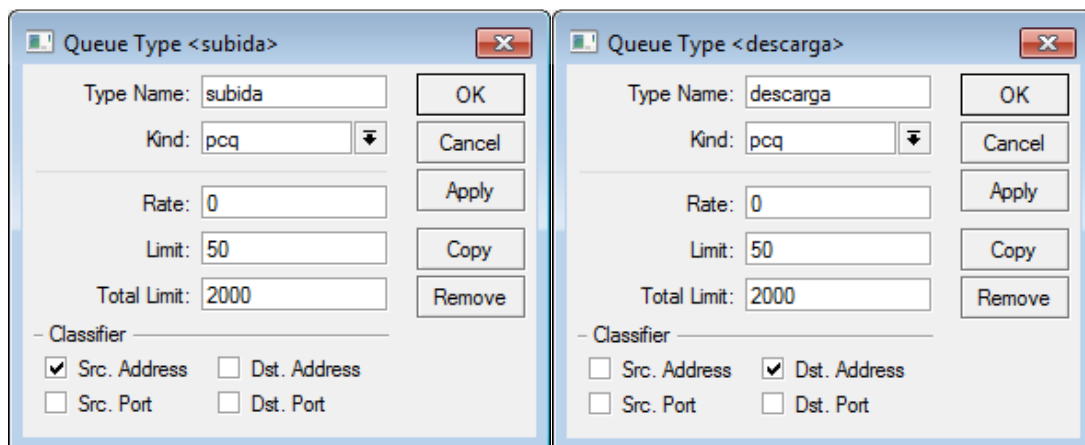 Queue Type <subida>
Type Name: subida
OK
Kind: pcq
Cancel
Apply
Rate: 0
Limit: 50
Copy
Total Limit: 2000
Remove
Classifier
Src. Address Dst. Address
Src. Port Dst. Port
Queue Type <descarga>
Type Name: descarga
OK
Kind: pcq
Cancel
Apply
Rate: 0
Limit: 50
Copy
Total Limit: 2000
Remove
Classifier
Src. Address Dst. Address
Src. Port Dst. Port